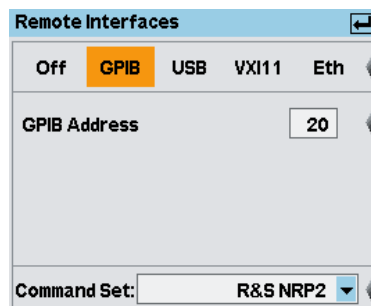 Remote Interfaces
Off GPIB USB VXI11 Eth
GPIB Address 20
Command Set: R&S NRP2